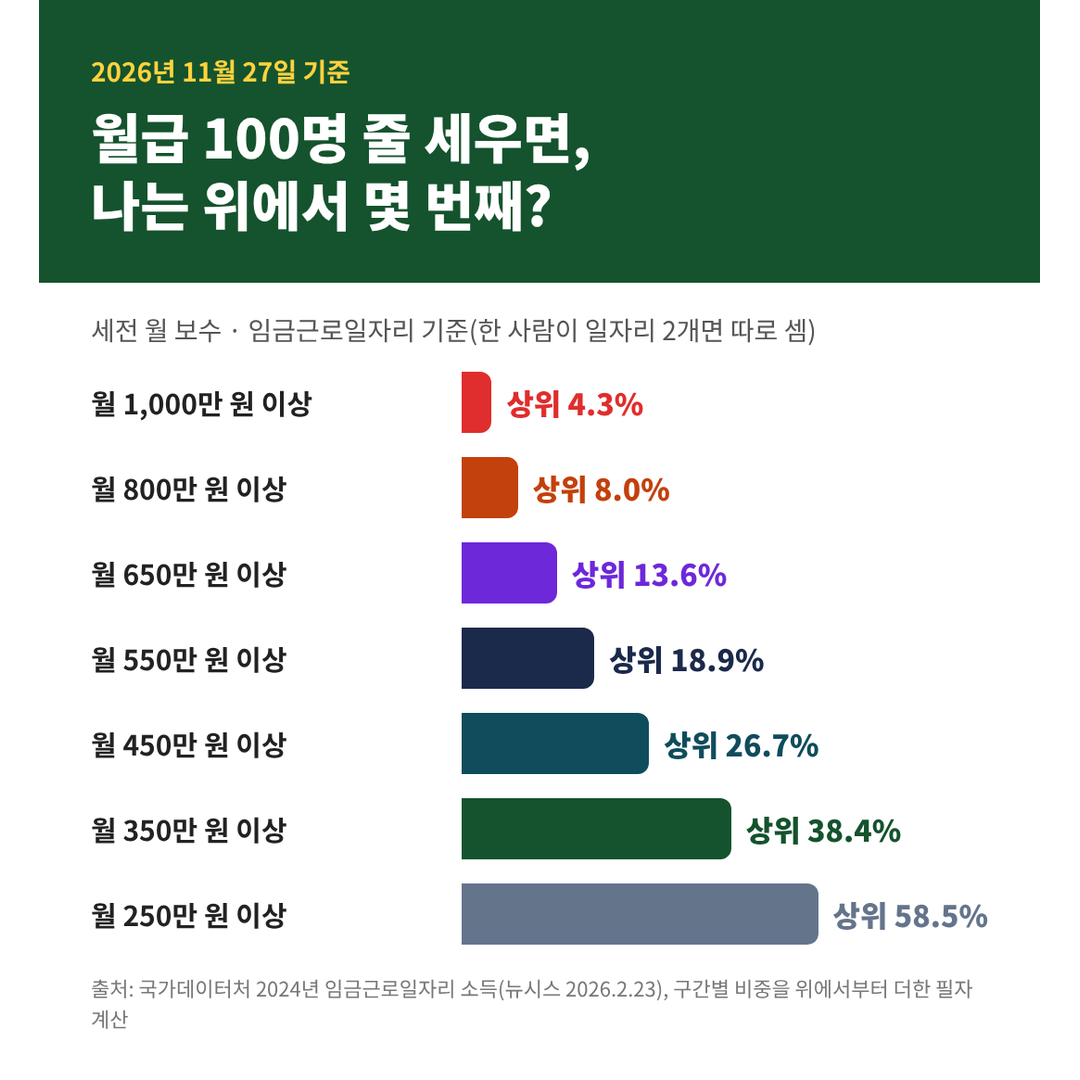 2026년 11월 27일 기준
월급 100명 줄 세우면,
나는 위에서 몇 번째?
세전 월 보수 · 임금근로일자리 기준(한 사람이 일자리 2개면 따로 셈)
월 1,000만 원 이상 상위 4.3%
월 800만 원 이상 상위 8.0%
월 650만 원 이상 상위 13.6%
월 550만 원 이상 상위 18.9%
월 450만 원 이상 상위 26.7%
월 350만 원 이상 상위 38.4%
월 250만 원 이상 상위 58.5%
출처: 국가데이터처 2024년 임금근로일자리 소득(뉴시스 2026.2.23), 구간별 비중을 위에서부터 더한 필자
계산